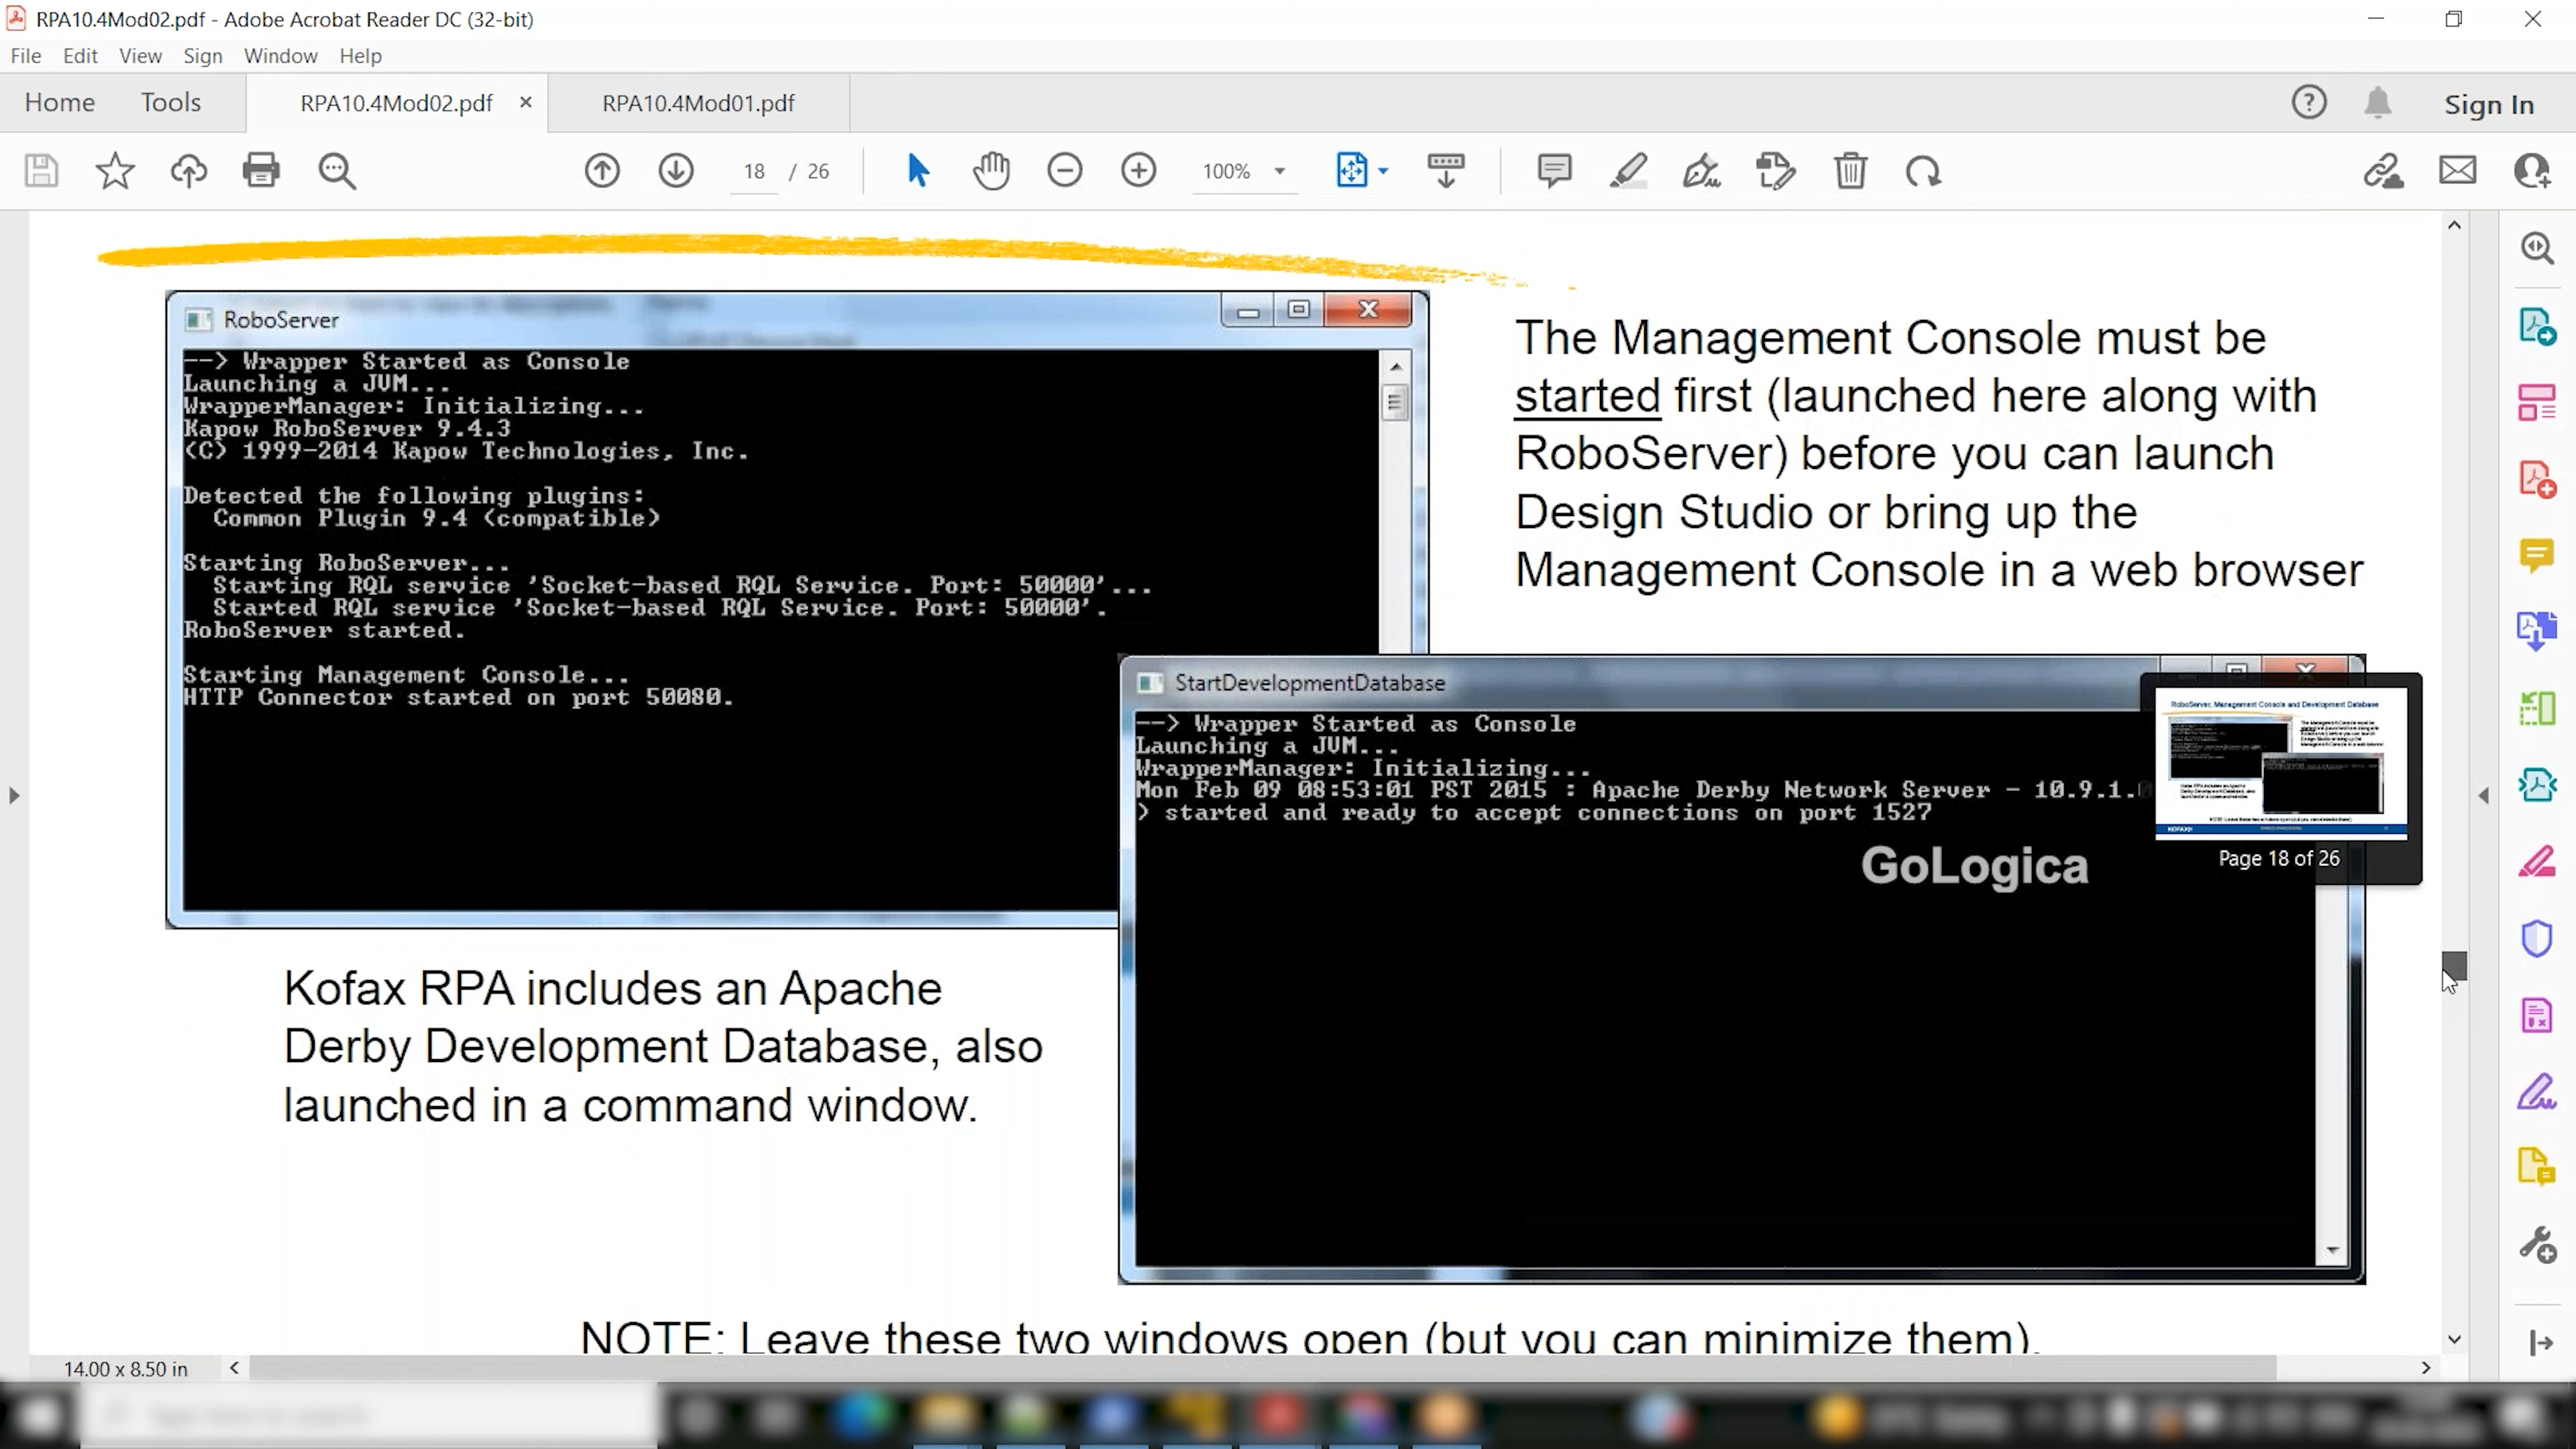 RPA10.4Mod02.pdf - Adobe Acrobat Reader DC (32-bit)
File Edit View Sign Window Help
Home Tools RPA10.4Mod02.pdf × RPA10.4Mod01.pdf Sign In
18 / 26 100%
RoboServer
--> Wrapper Started as Console
Launching a JVM...
WrapperManager: Initializing...
Kapow RoboServer 9.4.3
(C) 1999-2014 Kapow Technologies, Inc.
Detected the following plugins:
Common Plugin 9.4 (compatible)
Starting RoboServer...
Starting RQL service 'Socket-based RQL Service. Port: 50000'...
Started RQL service 'Socket-based RQL Service. Port: 50000'.
RoboServer started.
Starting Management Console...
HTTP Connector started on port 50080.
The Management Console must be
started first (launched here along with
RoboServer) before you can launch
Design Studio or bring up the
Management Console in a web browser
StartDevelopmentDatabase
--> Wrapper Started as Console
Launching a JVM...
WrapperManager: Initializing...
Mon Feb 09 08:53:01 PST 2015 : Apache Derby Network Server - 10.9.1.
) started and ready to accept connections on port 1527
GoLogica
RoboServer, Management Console and Development Database
Page 18 of 26
Kofax RPA includes an Apache
Derby Development Database, also
launched in a command window.
NOTE: Leave these two windows open (but you can minimize them).
14.00 x 8.50 in